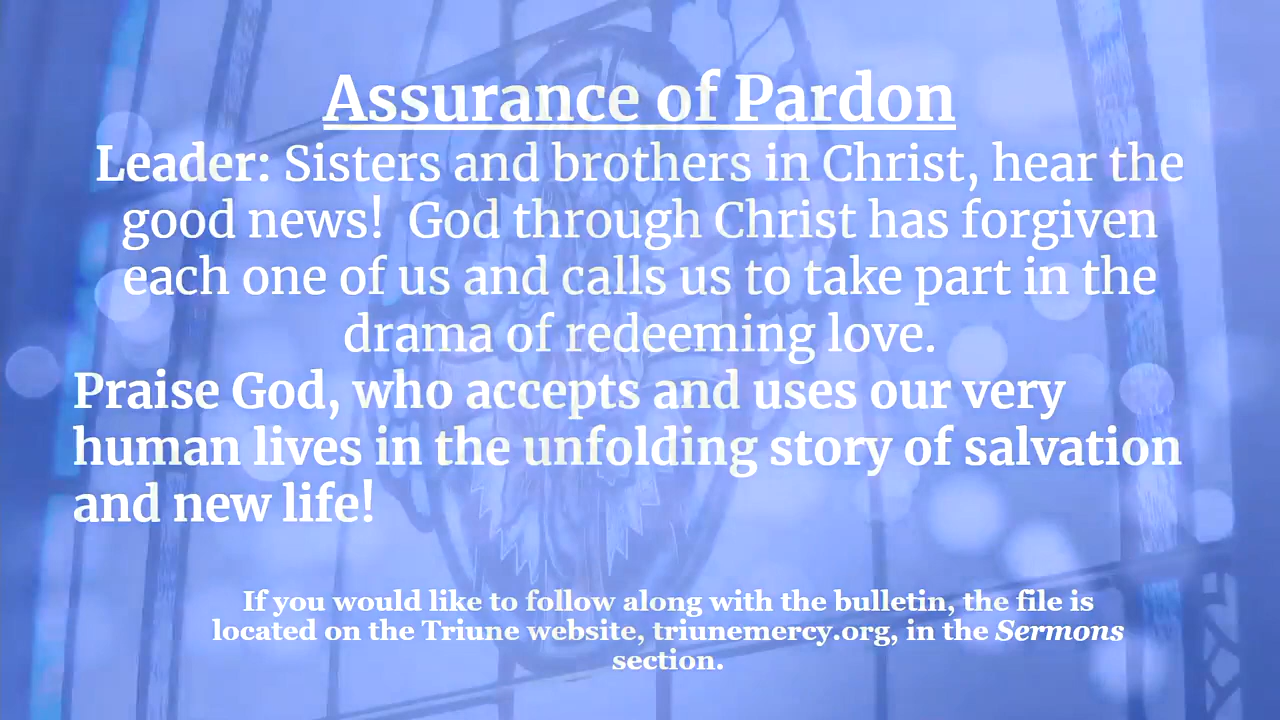 Assurance of Pardon
Leader: Sisters and brothers in Christ, hear the
good news!  God through Christ has forgiven
each one of us and calls us to take part in the
drama of redeeming love.
Praise God, who accepts and uses our very
human lives in the unfolding story of salvation
and new life!
If you would like to follow along with the bulletin, the file is
located on the Triune website, triunemercy.org, in the Sermons
section.